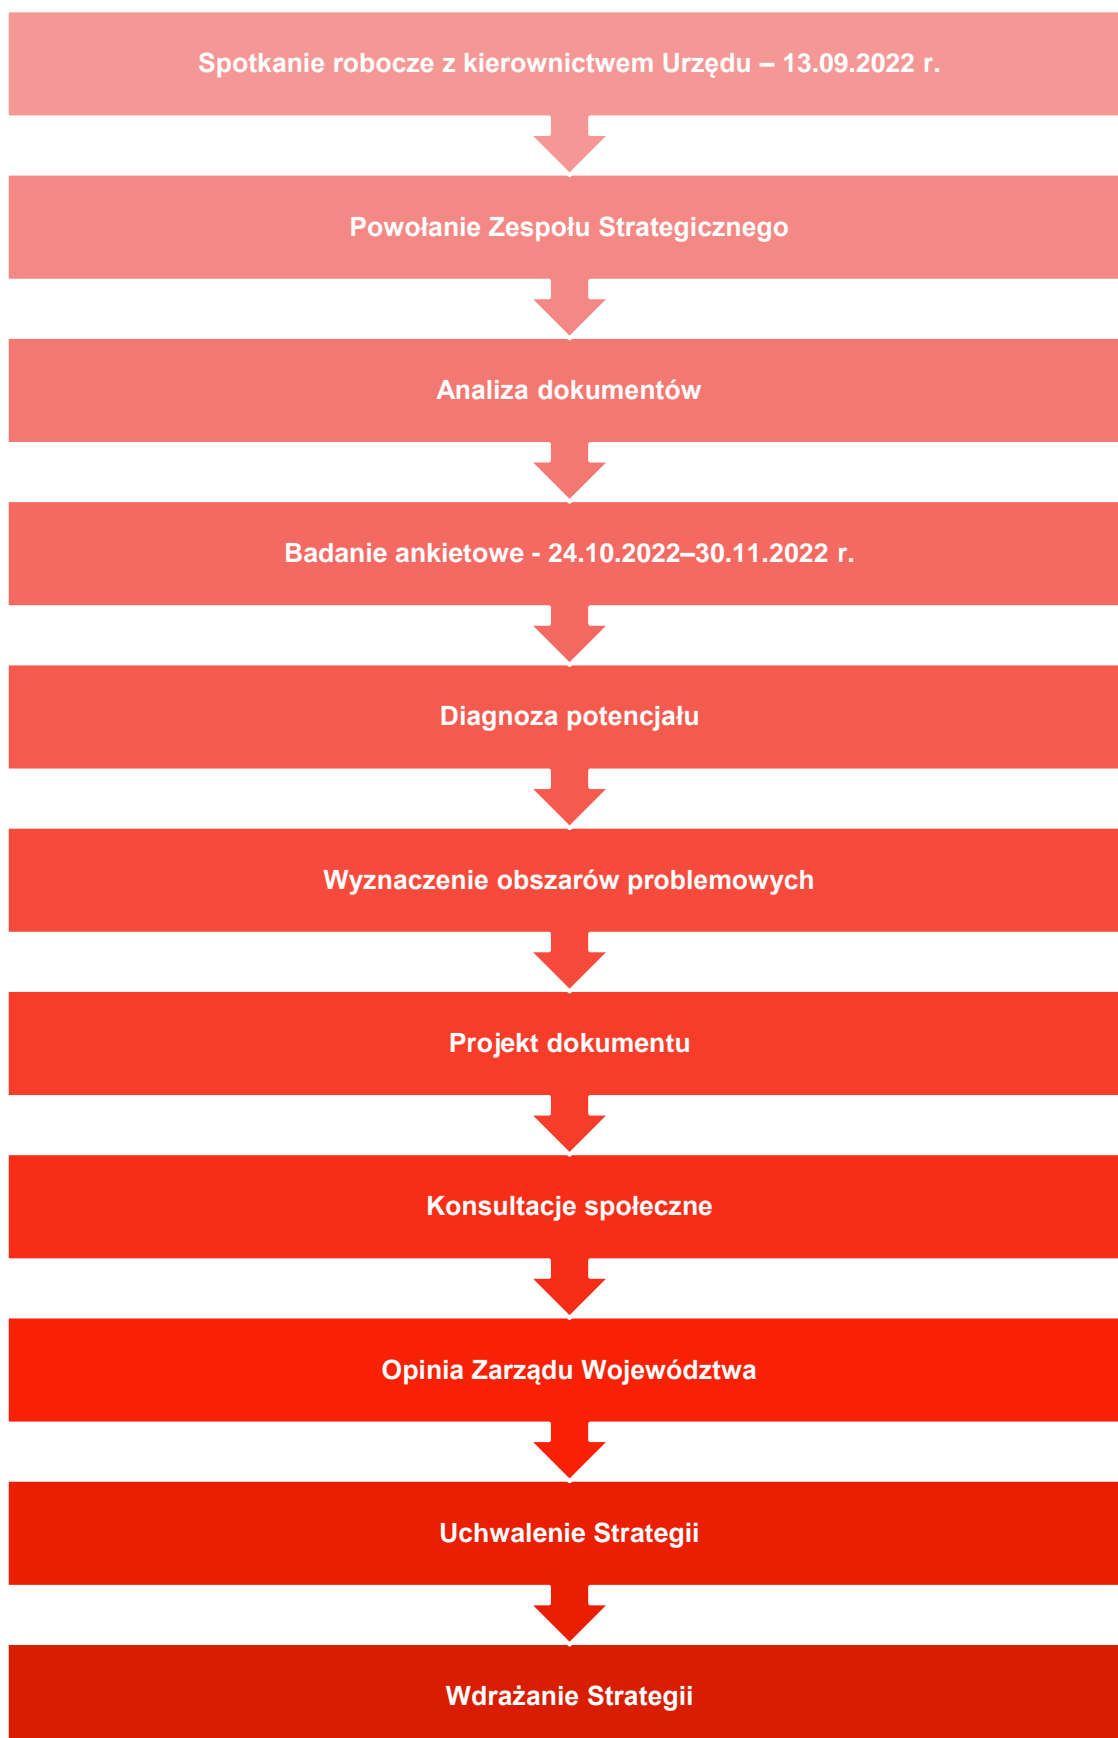 Spotkanie robocze z kierownictwem Urzędu – 13.09.2022 r.
Powołanie Zespołu Strategicznego
Analiza dokumentów
Badanie ankietowe - 24.10.2022–30.11.2022 r.
Diagnoza potencjału
Wyznaczenie obszarów problemowych
Projekt dokumentu
Konsultacje społeczne
Opinia Zarządu Województwa
Uchwalenie Strategii
Wdrażanie Strategii